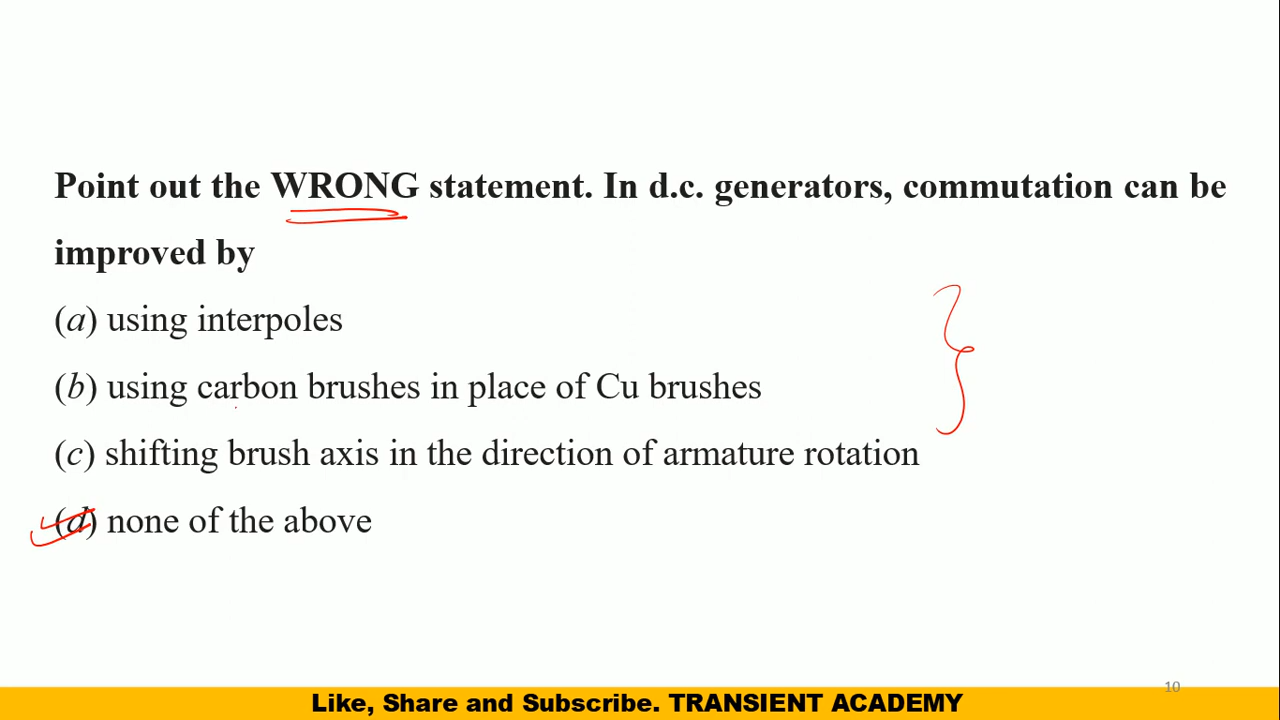 Point out the WRONG statement. In d.c. generators, commutation can be
improved by
(a) using interpoles
(b) using carbon brushes in place of Cu brushes
(c) shifting brush axis in the direction of armature rotation
(d) none of the above
10
Like, Share and Subscribe. TRANSIENT ACADEMY